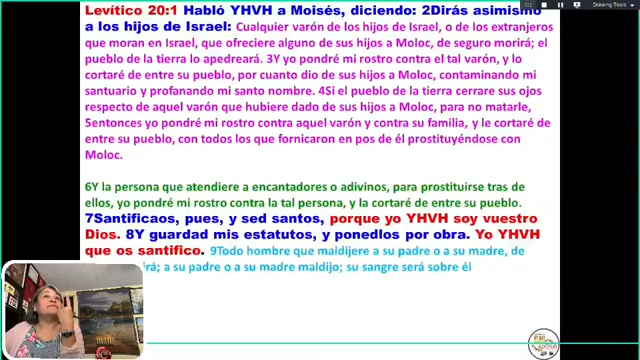 Levítico 20:1 Habló YHVH a Moisés, diciendo: 2Dirás asimismo
a los hijos de Israel: Cualquier varón de los hijos de Israel, o de los extranjeros
que moran en Israel, que ofreciere alguno de sus hijos a Moloc, de seguro morirá; el
pueblo de la tierra lo apedreará. 3Y yo pondré mi rostro contra el tal varón, y lo
cortaré de entre su pueblo, por cuanto dio de sus hijos a Moloc, contaminando mi
santuario y profanando mi santo nombre. 4Si el pueblo de la tierra cerrare sus ojos
respecto de aquel varón que hubiere dado de sus hijos a Moloc, para no matarle,
5entonces yo pondré mi rostro contra aquel varón y contra su familia, y le cortaré de
entre su pueblo, con todos los que fornicaron en pos de él prostituyéndose con
Moloc.
6Y la persona que atendiere a encantadores o adivinos, para prostituirse tras de
ellos, yo pondré mi rostro contra la tal persona, y la cortaré de entre su pueblo.
7Santificaos, pues, y sed santos, porque yo YHVH soy vuestro
Dios. 8Y guardad mis estatutos, y ponedlos por obra. Yo YHVH
que os santifico. 9Todo hombre que maldijere a su padre o a su madre, de
irá; a su padre o a su madre maldijo; su sangre será sobre él